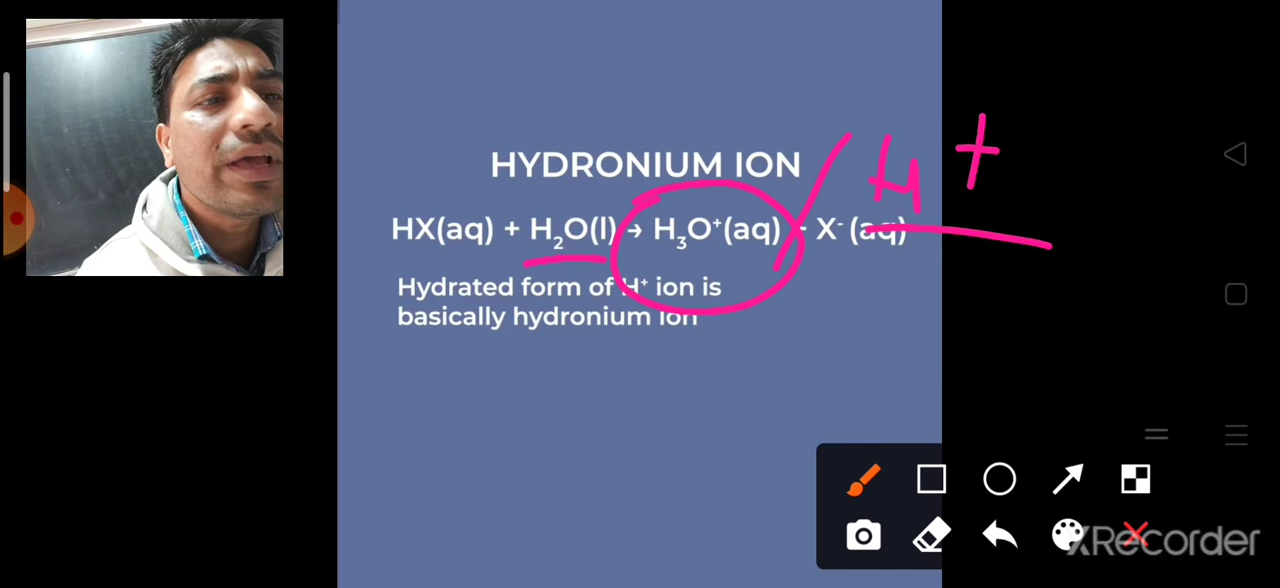 HYDRONIUM ION
H +
HX(aq) + H₂O(l) → H₃O⁺(aq) + X⁻ (aq)
Hydrated form of H⁺ ion is
basically hydronium ion
XRecorder